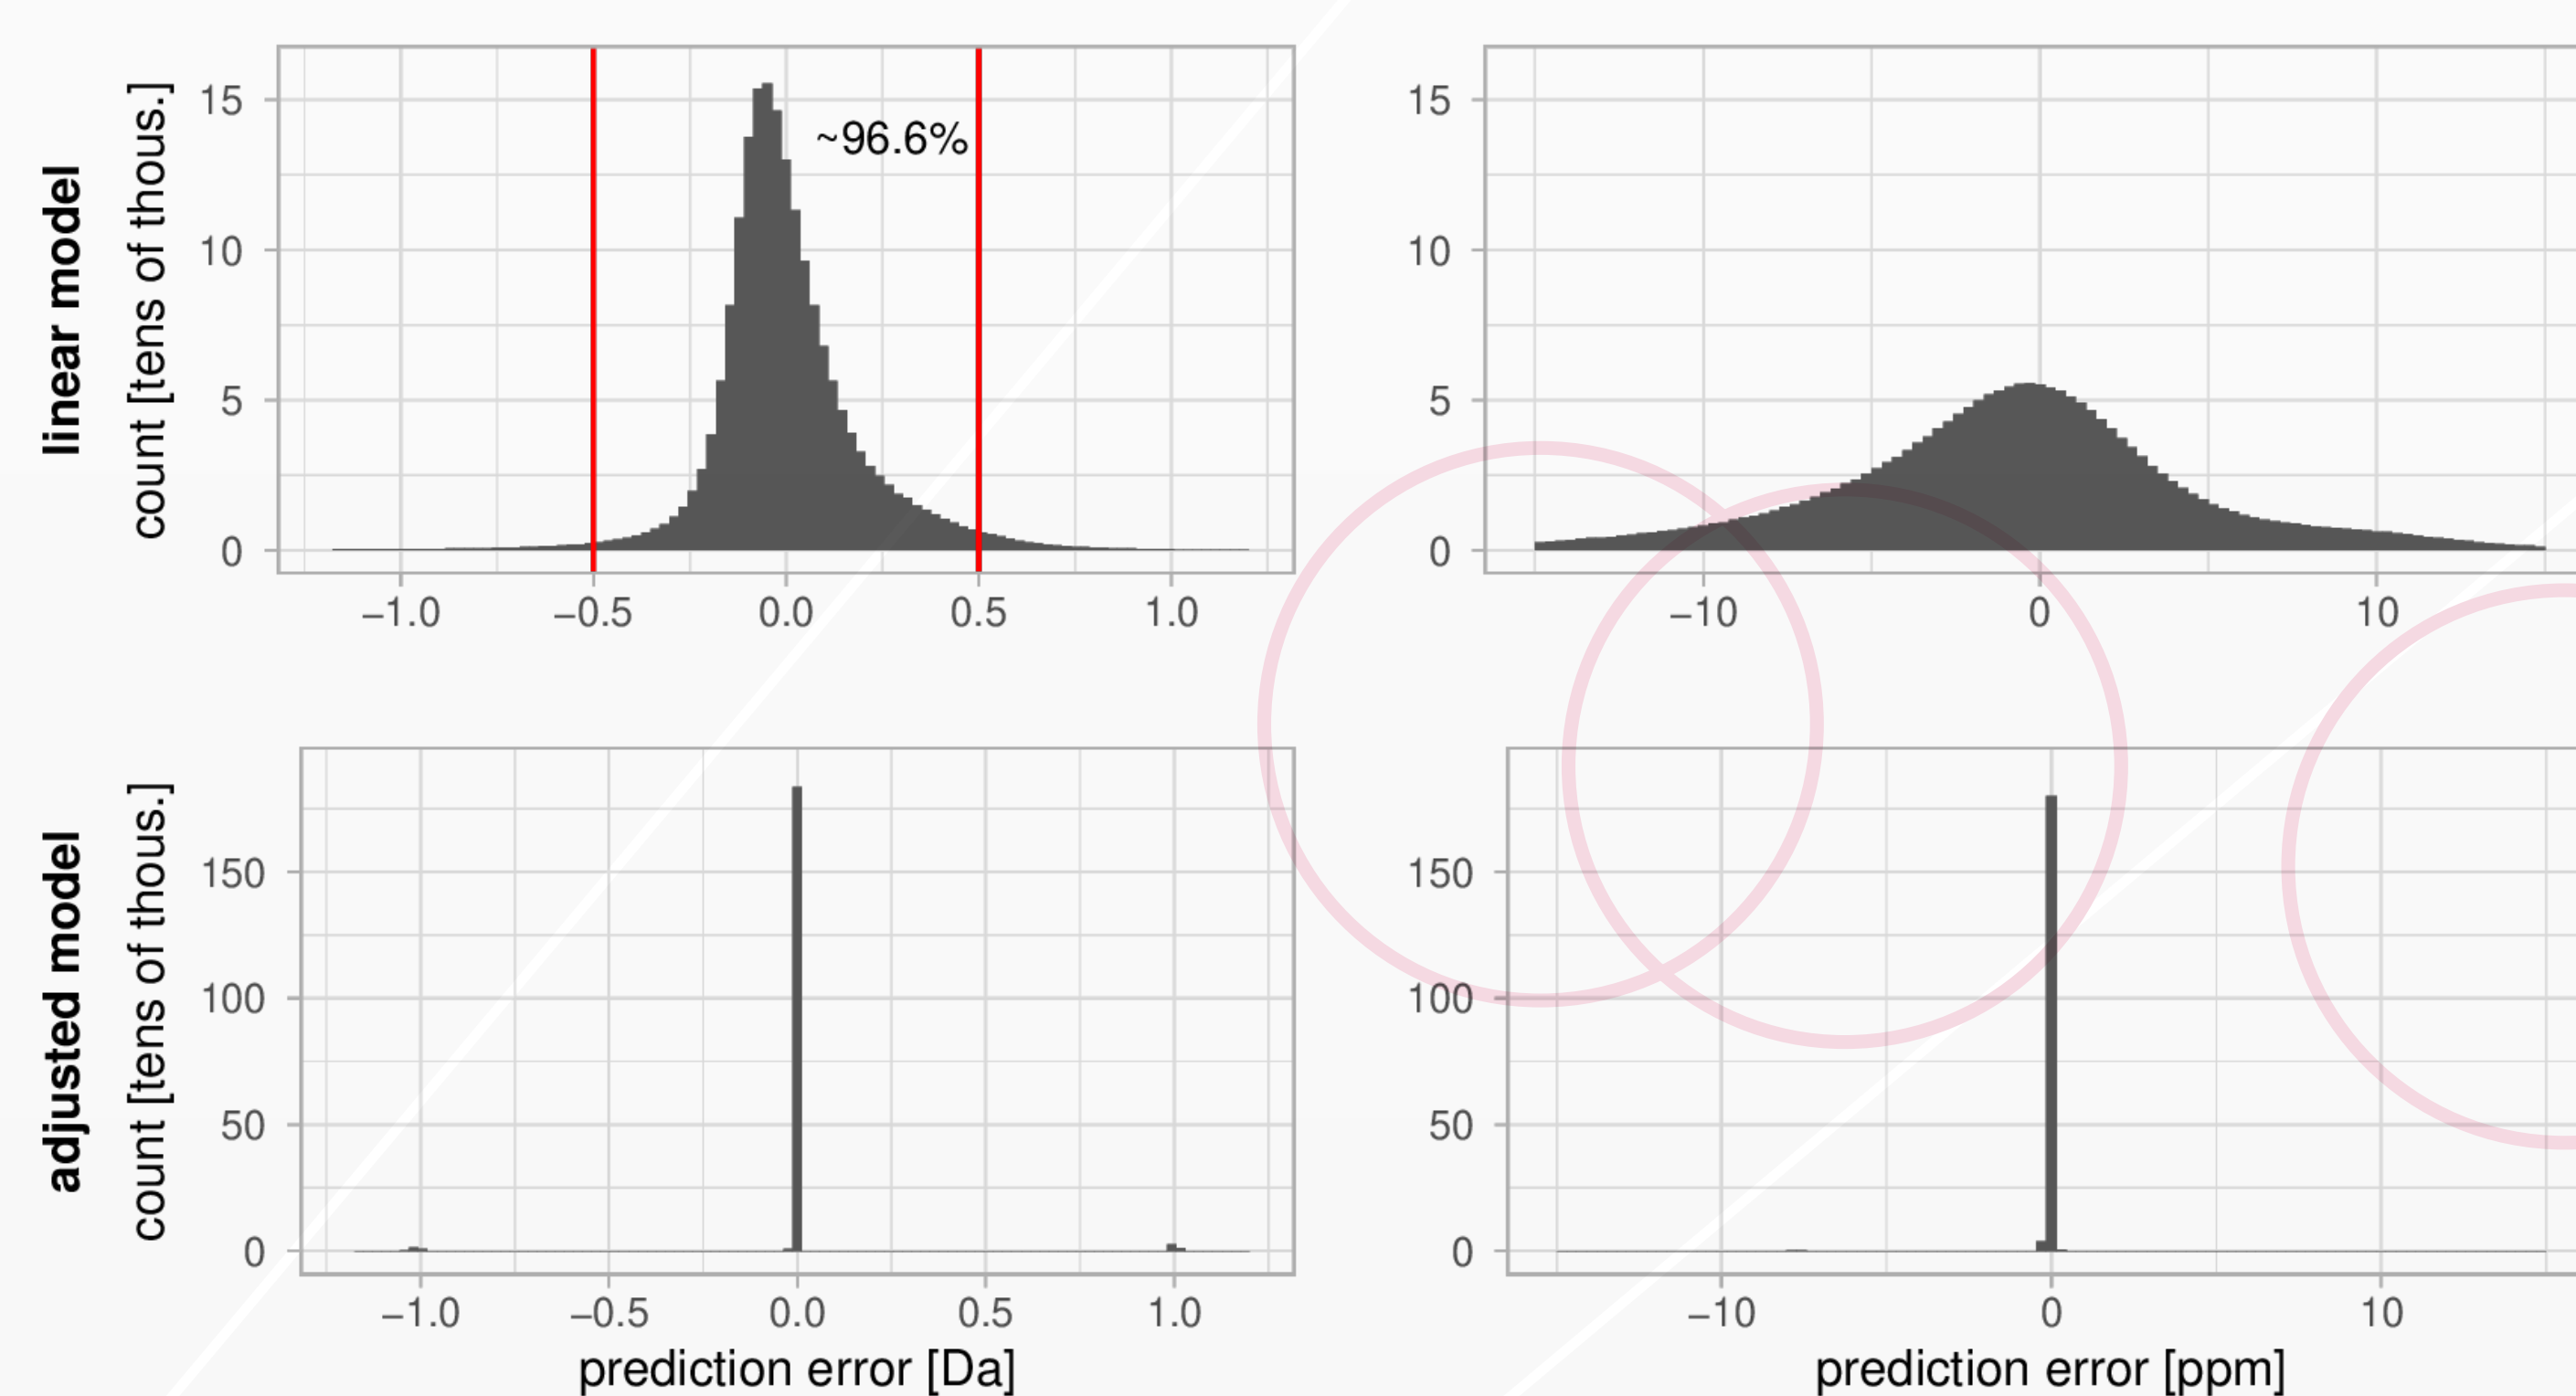 linear model
count [tens of thous.]
15
10
5
0
~96.6%
−1.0 −0.5 0.0 0.5 1.0
15
10
5
0
−10 0 10
adjusted model
count [tens of thous.]
150
100
50
0
−1.0 −0.5 0.0 0.5 1.0
prediction error [Da]
150
100
50
0
−10 0 10
prediction error [ppm]